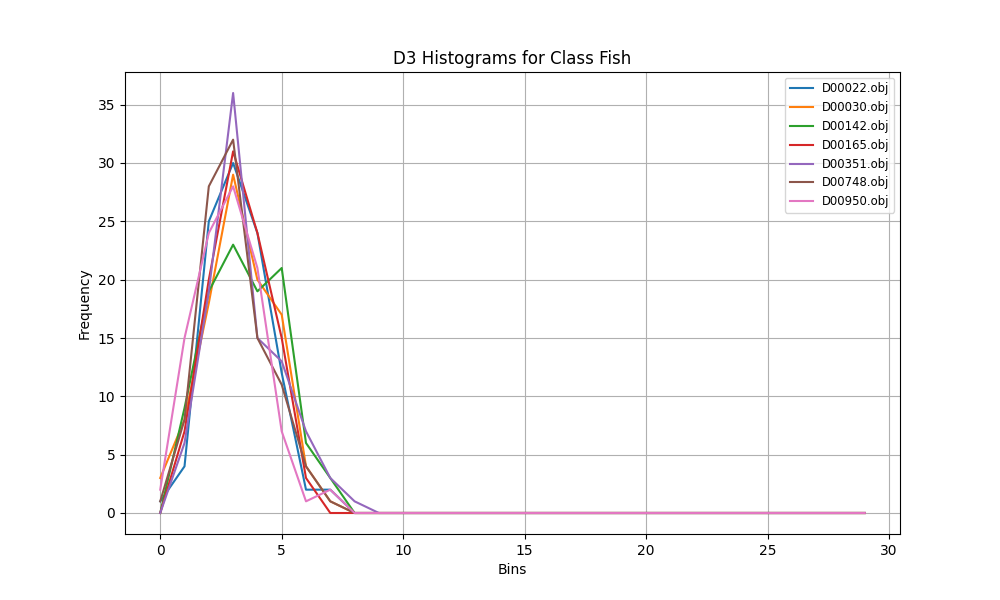 D3 Histograms for Class Fish
D00022.obj
D00030.obj
D00142.obj
D00165.obj
D00351.obj
D00748.obj
D00950.obj
Frequency
35
30
25
20
15
10
5
0
0 5 10 15 20 25 30
Bins